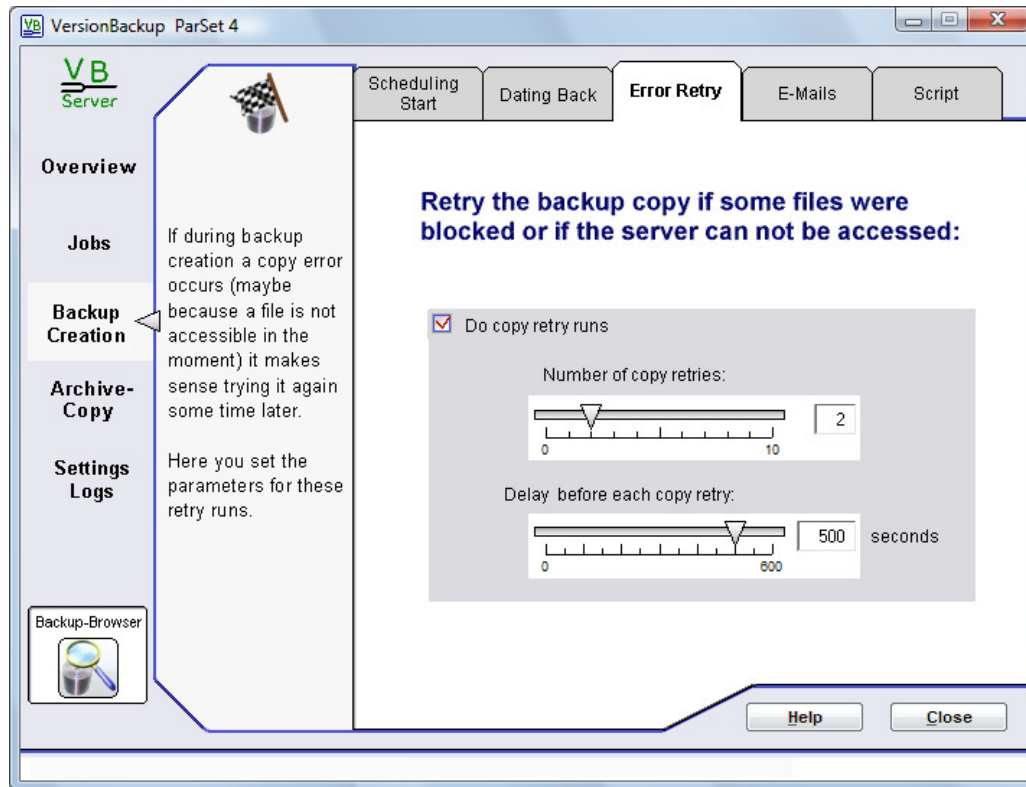 VB VersionBackup ParSet 4
VB
Server
Overview
Jobs
Backup
Creation
Archive-
Copy
Settings
Logs
Backup-Browser
If during backup
creation a copy error
occurs (maybe
because a file is not
accessible in the
moment) it makes
sense trying it again
some time later.
Here you set the
parameters for these
retry runs.
Scheduling
Start
Dating Back
Error Retry
E-Mails
Script
Retry the backup copy if some files were
blocked or if the server can not be accessed:
Do copy retry runs
Number of copy retries:
2
0 10
Delay before each copy retry:
500 seconds
0 600
Help Close